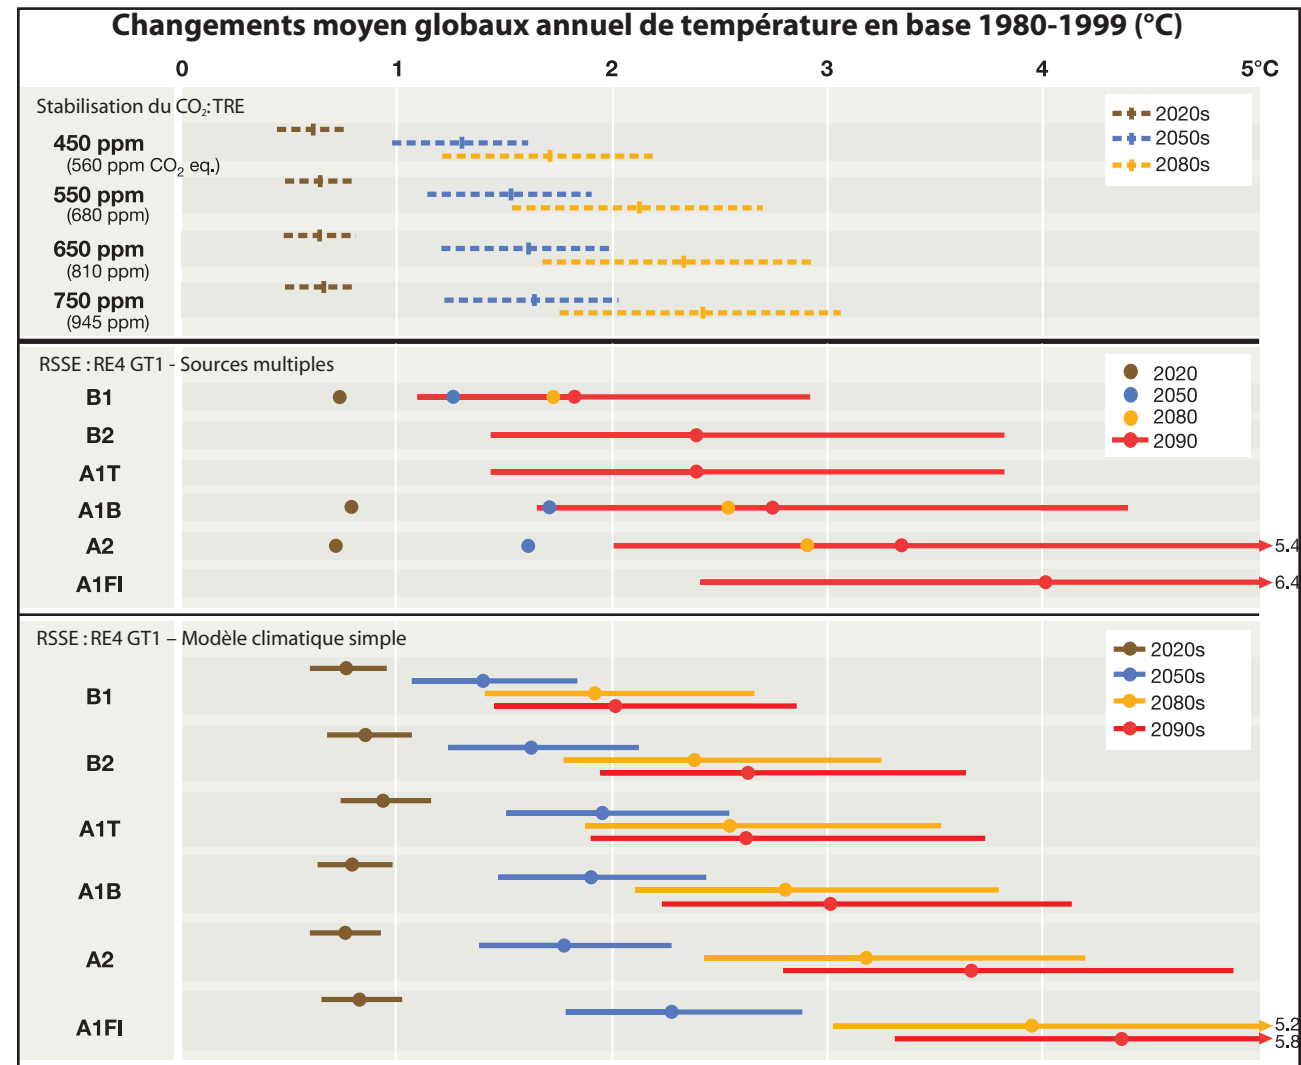 Changements moyen globaux annuel de température en base 1980-1999 (°C)
0 1 2 3 4 5°C
Stabilisation du CO₂: TRE
450 ppm
(560 ppm CO₂ eq.)
550 ppm
(680 ppm)
650 ppm
(810 ppm)
750 ppm
(945 ppm)
2020s
2050s
2080s
RSSE : RE4 GT1 - Sources multiples
B1
B2
A1T
A1B
A2
A1FI
2020
2050
2080
2090
5.4
6.4
RSSE : RE4 GT1 – Modèle climatique simple
B1
B2
A1T
A1B
A2
A1FI
2020s
2050s
2080s
2090s
5.2
5.8